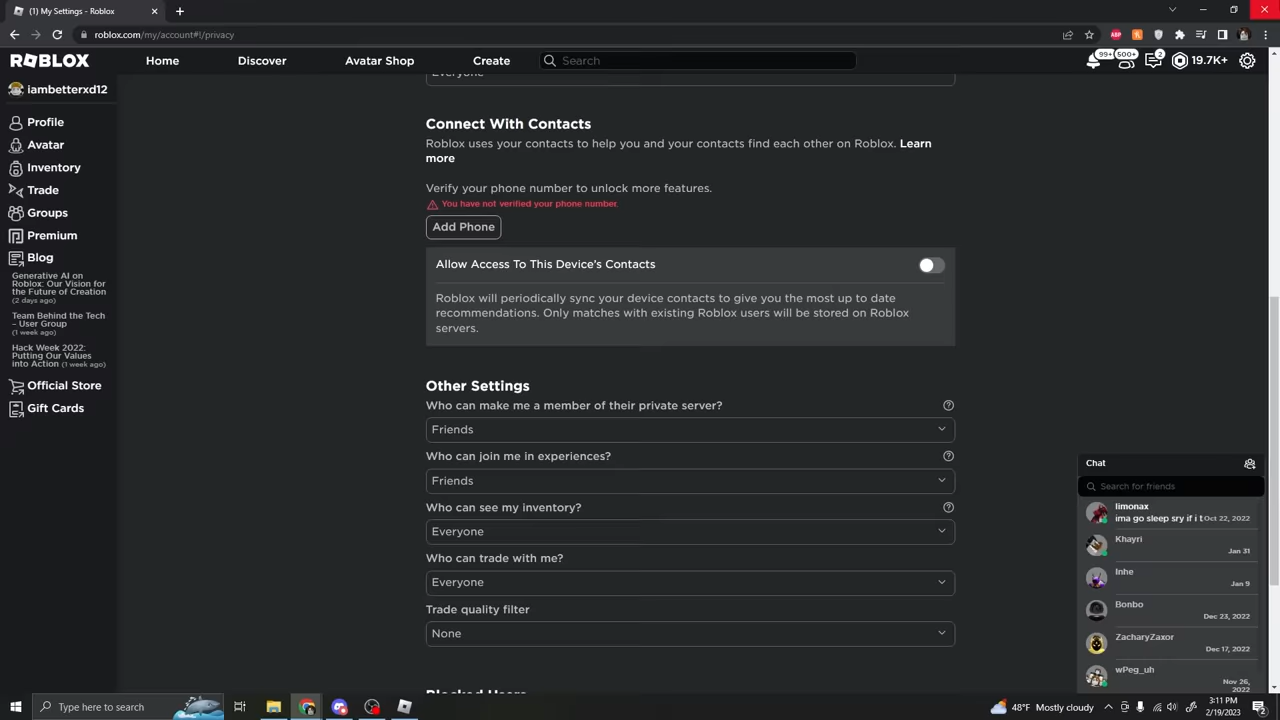 (1) My Settings - Roblox
roblox.com/my/account#!/privacy
ABP
ROBLOX
Home
Discover
Avatar Shop
Create
Search
99+
500+
2
19.7K+
iambetterxd12
Profile
Avatar
Inventory
Trade
Groups
Premium
Blog
Generative AI on
Roblox: Our Vision for
the Future of Creation
(2 days ago)
Team Behind the Tech
– User Group
(1 week ago)
Hack Week 2022:
Putting Our Values
into Action (1 week ago)
Official Store
Gift Cards
Everyone
Connect With Contacts
Roblox uses your contacts to help you and your contacts find each other on Roblox. Learn
more
Verify your phone number to unlock more features.
You have not verified your phone number.
Add Phone
Allow Access To This Device's Contacts
Roblox will periodically sync your device contacts to give you the most up to date
recommendations. Only matches with existing Roblox users will be stored on Roblox
servers.
Other Settings
Who can make me a member of their private server?
Friends
Who can join me in experiences?
Friends
Who can see my inventory?
Everyone
Who can trade with me?
Everyone
Trade quality filter
None
Blocked Users
Chat
Search for friends
limonax
ima go sleep sry if i t Oct 22, 2022
Khayri
Jan 31
Inhe
Jan 9
Bonbo
Dec 23, 2022
ZacharyZaxor
Dec 17, 2022
wPeg_uh
Nov 26,
2022
Type here to search
48°F Mostly cloudy
3:11 PM
2/19/2023
2